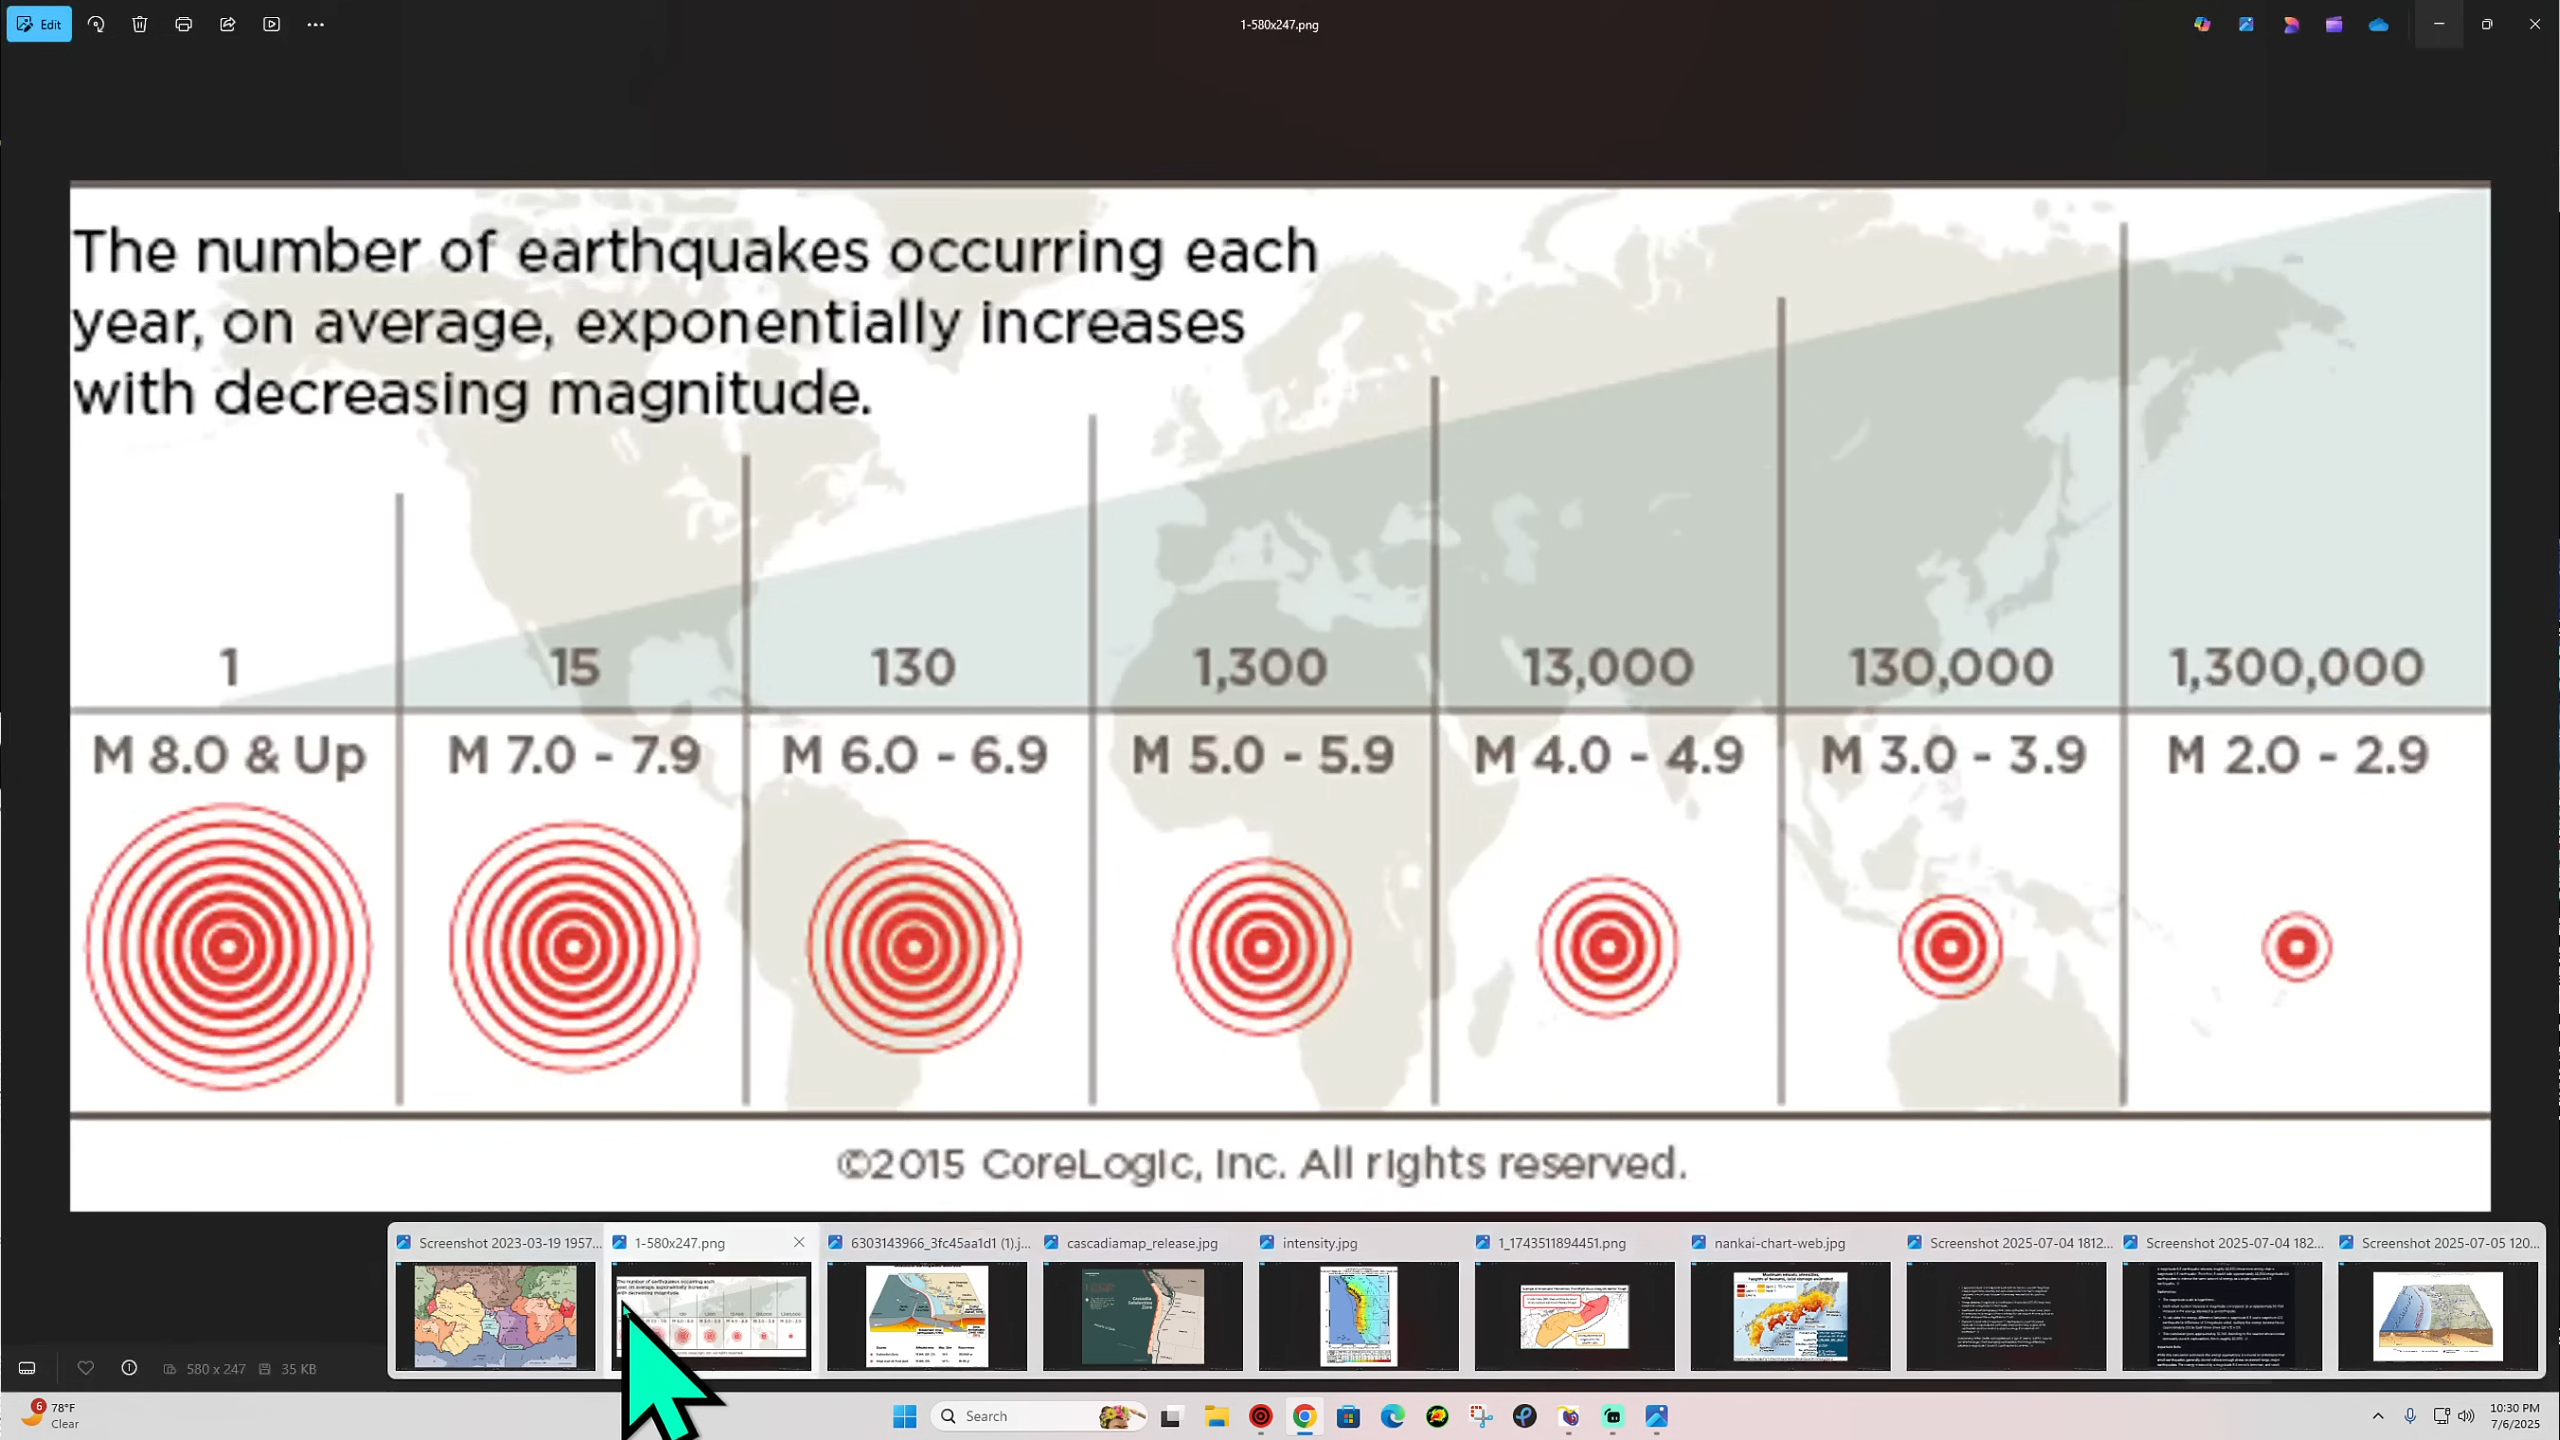 Edit
1-580x247.png
The number of earthquakes occurring each
year, on average, exponentially increases
with decreasing magnitude.
1 15 130 1,300 13,000 130,000 1,300,000
M 8.0 & Up M 7.0 - 7.9 M 6.0 - 6.9 M 5.0 - 5.9 M 4.0 - 4.9 M 3.0 - 3.9 M 2.0 - 2.9
©2015 CoreLogic, Inc. All rights reserved.
Screenshot 2023-03-19 1957... 1-580x247.png 6303143966_3fc45aa1d1 (1).j... cascadiamap_release.jpg intensity.jpg 1_1743511894451.png nankai-chart-web.jpg Screenshot 2025-07-04 1812... Screenshot 2025-07-04 182... Screenshot 2025-07-05 120...
580 x 247 35 KB
6 78°F
Clear
Search
10:30 PM
7/6/2025